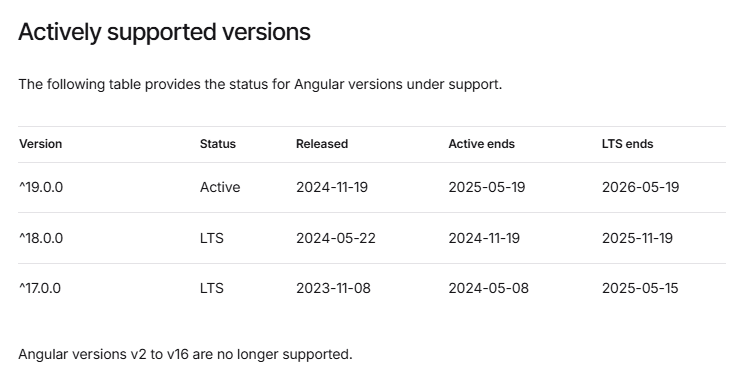 Actively supported versions
The following table provides the status for Angular versions under support.
Version Status Released Active ends LTS ends
^19.0.0 Active 2024-11-19 2025-05-19 2026-05-19
^18.0.0 LTS 2024-05-22 2024-11-19 2025-11-19
^17.0.0 LTS 2023-11-08 2024-05-08 2025-05-15
Angular versions v2 to v16 are no longer supported.